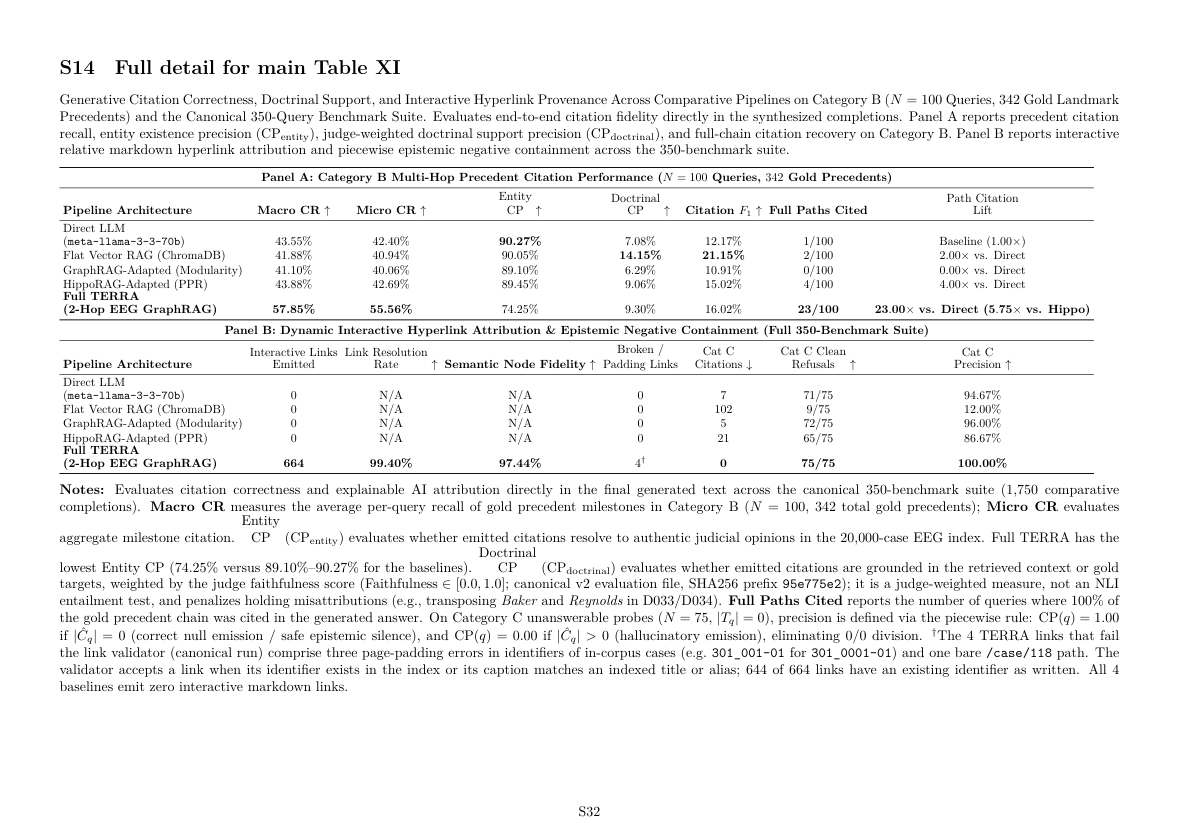 S14 Full detail for main Table XI
Generative Citation Correctness, Doctrinal Support, and Interactive Hyperlink Provenance Across Comparative Pipelines on Category B (N = 100 Queries, 342 Gold Landmark
Precedents) and the Canonical 350-Query Benchmark Suite. Evaluates end-to-end citation fidelity directly in the synthesized completions. Panel A reports precedent citation
recall, entity existence precision (CP_entity), judge-weighted doctrinal support precision (CP_doctrinal), and full-chain citation recovery on Category B. Panel B reports interactive
relative markdown hyperlink attribution and piecewise epistemic negative containment across the 350-benchmark suite.
Panel A: Category B Multi-Hop Precedent Citation Performance (N = 100 Queries, 342 Gold Precedents)
Entity Doctrinal Path Citation
Pipeline Architecture Macro CR ↑ Micro CR ↑ CP ↑ CP ↑ Citation F₁ ↑ Full Paths Cited Lift
Direct LLM
(meta-llama-3-3-70b) 43.55% 42.40% 90.27% 7.08% 12.17% 1/100 Baseline (1.00×)
Flat Vector RAG (ChromaDB) 41.88% 40.94% 90.05% 14.15% 21.15% 2/100 2.00× vs. Direct
GraphRAG-Adapted (Modularity) 41.10% 40.06% 89.10% 6.29% 10.91% 0/100 0.00× vs. Direct
HippoRAG-Adapted (PPR) 43.88% 42.69% 89.45% 9.06% 15.02% 4/100 4.00× vs. Direct
Full TERRA
(2-Hop EEG GraphRAG) 57.85% 55.56% 74.25% 9.30% 16.02% 23/100 23.00× vs. Direct (5.75× vs. Hippo)
Panel B: Dynamic Interactive Hyperlink Attribution & Epistemic Negative Containment (Full 350-Benchmark Suite)
Interactive Links Link Resolution Broken / Cat C Cat C Clean Cat C
Pipeline Architecture Emitted Rate ↑ Semantic Node Fidelity ↑ Padding Links Citations ↓ Refusals ↑ Precision ↑
Direct LLM
(meta-llama-3-3-70b) 0 N/A N/A 0 7 71/75 94.67%
Flat Vector RAG (ChromaDB) 0 N/A N/A 0 102 9/75 12.00%
GraphRAG-Adapted (Modularity) 0 N/A N/A 0 5 72/75 96.00%
HippoRAG-Adapted (PPR) 0 N/A N/A 0 21 65/75 86.67%
Full TERRA
(2-Hop EEG GraphRAG) 664 99.40% 97.44% 4† 0 75/75 100.00%
Notes: Evaluates citation correctness and explainable AI attribution directly in the final generated text across the canonical 350-benchmark suite (1,750 comparative
completions). Macro CR measures the average per-query recall of gold precedent milestones in Category B (N = 100, 342 total gold precedents); Micro CR evaluates
Entity
aggregate milestone citation. CP (CP_entity) evaluates whether emitted citations resolve to authentic judicial opinions in the 20,000-case EEG index. Full TERRA has the
Doctrinal
lowest Entity CP (74.25% versus 89.10%–90.27% for the baselines). CP (CP_doctrinal) evaluates whether emitted citations are grounded in the retrieved context or gold
targets, weighted by the judge faithfulness score (Faithfulness ∈ [0.0, 1.0]; canonical v2 evaluation file, SHA256 prefix 95e775e2); it is a judge-weighted measure, not an NLI
entailment test, and penalizes holding misattributions (e.g., transposing Baker and Reynolds in D033/D034). Full Paths Cited reports the number of queries where 100% of
the gold precedent chain was cited in the generated answer. On Category C unanswerable probes (N = 75, |T_q| = 0), precision is defined via the piecewise rule: CP(q) = 1.00
if |Ĉ_q| = 0 (correct null emission / safe epistemic silence), and CP(q) = 0.00 if |Ĉ_q| > 0 (hallucinatory emission), eliminating 0/0 division. †The 4 TERRA links that fail
the link validator (canonical run) comprise three page-padding errors in identifiers of in-corpus cases (e.g. 301_001-01 for 301_0001-01) and one bare /case/118 path. The
validator accepts a link when its identifier exists in the index or its caption matches an indexed title or alias; 644 of 664 links have an existing identifier as written. All 4
baselines emit zero interactive markdown links.
S32